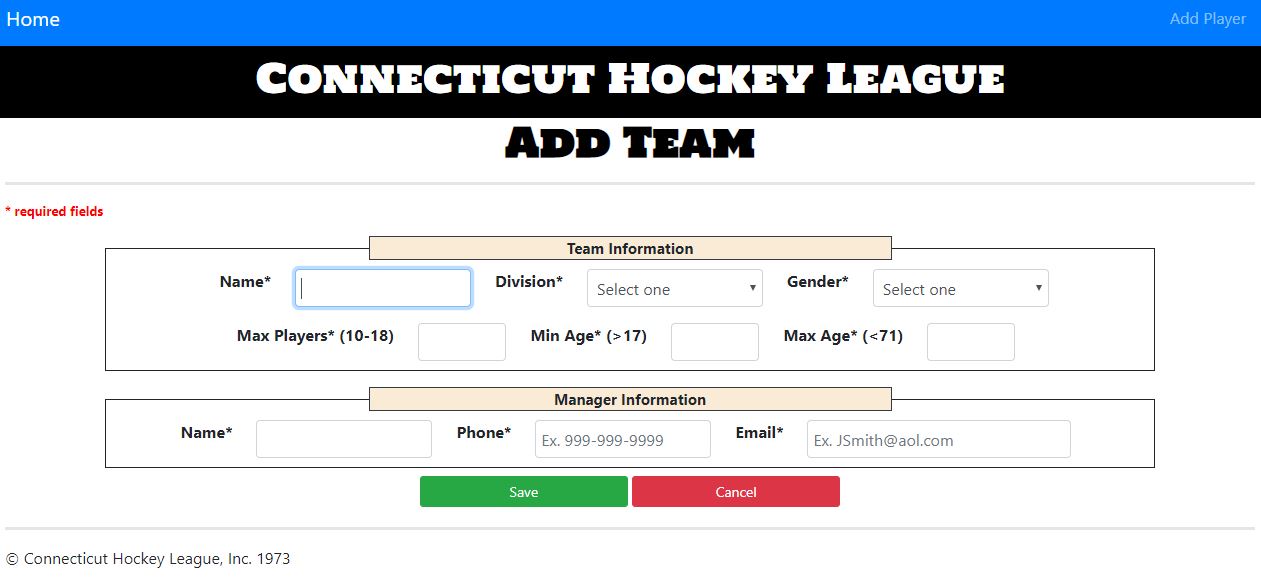 Home Add Player
Connecticut Hockey League
Add Team
* required fields
Team Information
Name* Division* Select one Gender* Select one
Max Players* (10-18) Min Age* (>17) Max Age* (<71)
Manager Information
Name* Phone* Ex. 999-999-9999 Email* Ex. JSmith@aol.com
Save Cancel
© Connecticut Hockey League, Inc. 1973